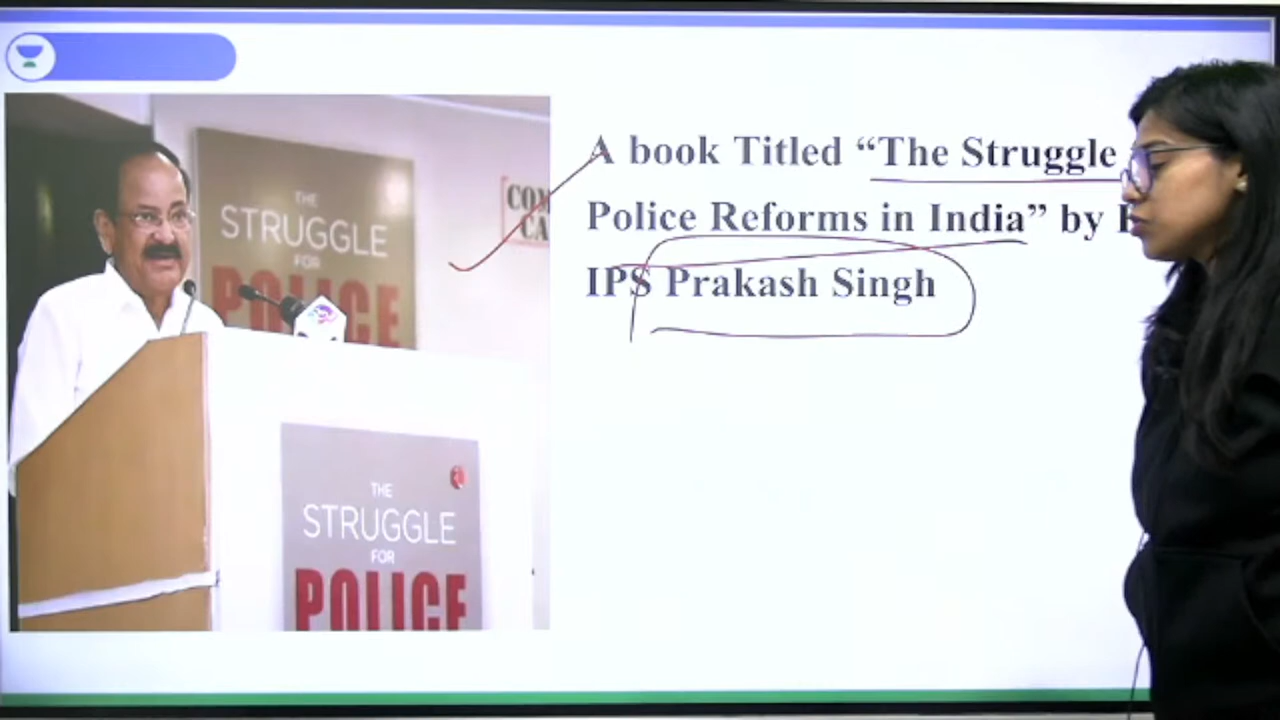 A book Titled “The Struggle
Police Reforms in India” by
IPS Prakash Singh
THE
STRUGGLE
FOR
POLICE
THE
STRUGGLE
FOR
POLICE